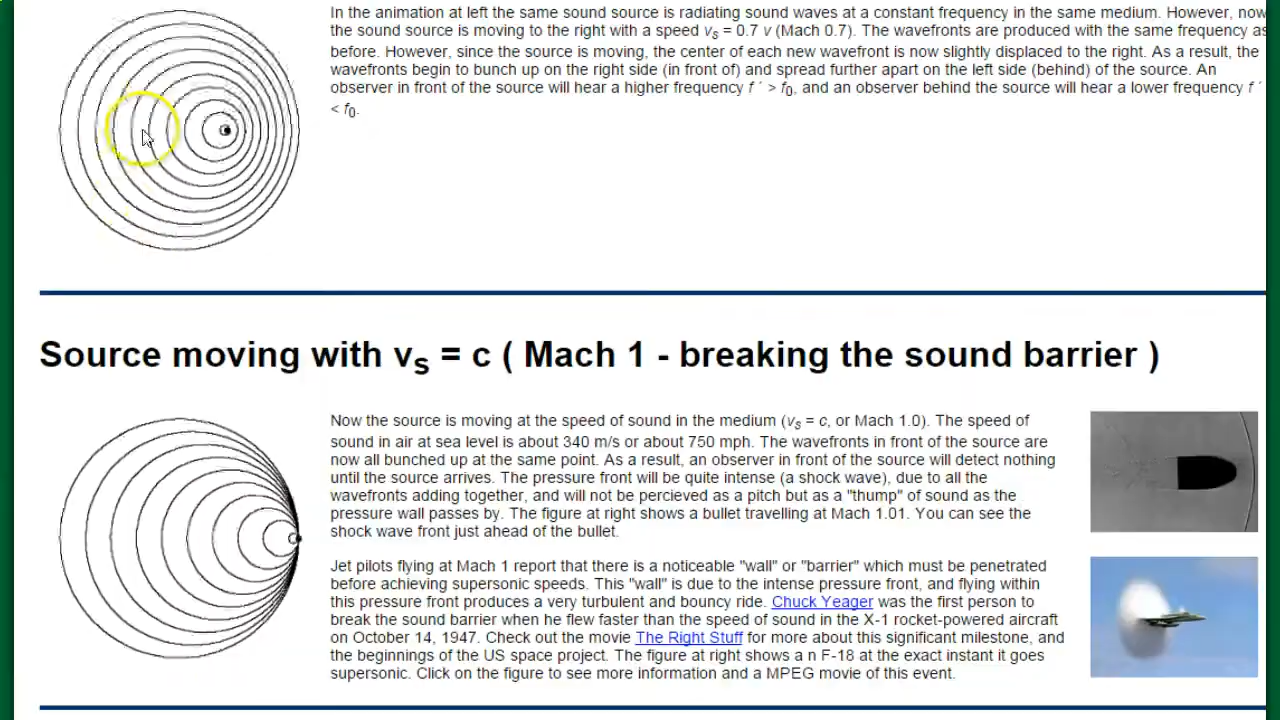 In the animation at left the same sound source is radiating sound waves at a constant frequency in the same medium. However, now
the sound source is moving to the right with a speed vs = 0.7 v (Mach 0.7). The wavefronts are produced with the same frequency as
before. However, since the source is moving, the center of each new wavefront is now slightly displaced to the right. As a result, the
wavefronts begin to bunch up on the right side (in front of) and spread further apart on the left side (behind) of the source. An
observer in front of the source will hear a higher frequency f ´ > f0, and an observer behind the source will hear a lower frequency f ´
< f0.
Source moving with vs = c ( Mach 1 - breaking the sound barrier )
Now the source is moving at the speed of sound in the medium (vs = c, or Mach 1.0). The speed of
sound in air at sea level is about 340 m/s or about 750 mph. The wavefronts in front of the source are
now all bunched up at the same point. As a result, an observer in front of the source will detect nothing
until the source arrives. The pressure front will be quite intense (a shock wave), due to all the
wavefronts adding together, and will not be percieved as a pitch but as a "thump" of sound as the
pressure wall passes by. The figure at right shows a bullet travelling at Mach 1.01. You can see the
shock wave front just ahead of the bullet.
Jet pilots flying at Mach 1 report that there is a noticeable "wall" or "barrier" which must be penetrated
before achieving supersonic speeds. This "wall" is due to the intense pressure front, and flying within
this pressure front produces a very turbulent and bouncy ride. Chuck Yeager was the first person to
break the sound barrier when he flew faster than the speed of sound in the X-1 rocket-powered aircraft
on October 14, 1947. Check out the movie The Right Stuff for more about this significant milestone, and
the beginnings of the US space project. The figure at right shows a n F-18 at the exact instant it goes
supersonic. Click on the figure to see more information and a MPEG movie of this event.